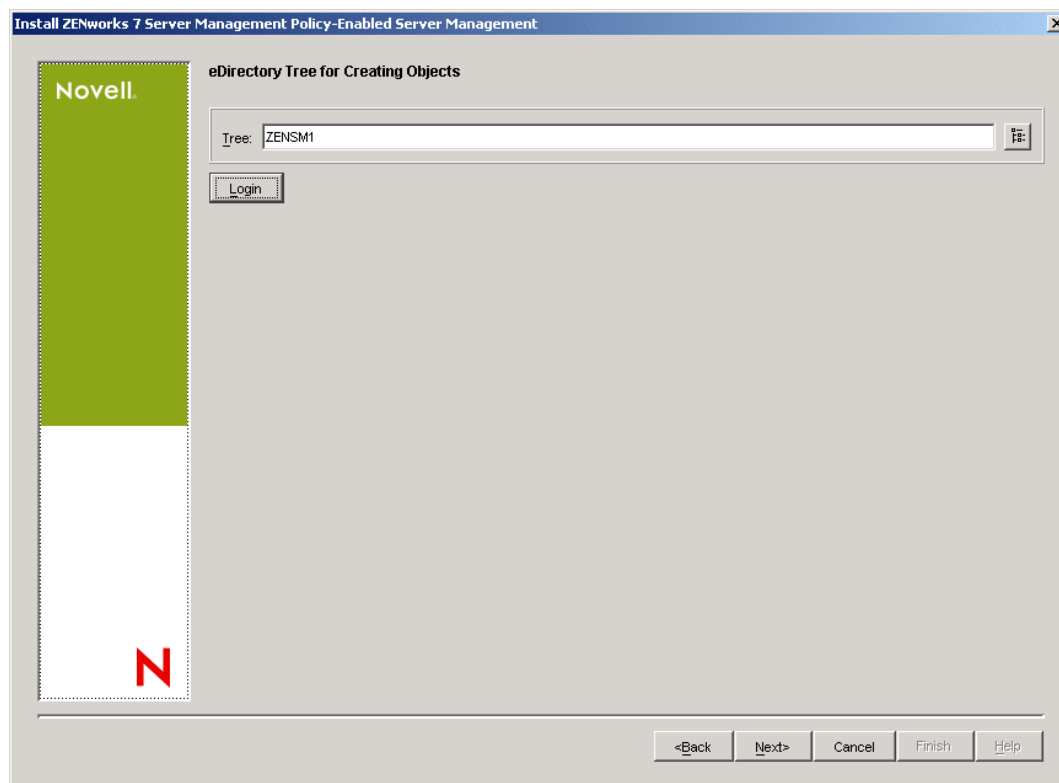 Install ZENworks 7 Server Management Policy-Enabled Server Management
Novell.
eDirectory Tree for Creating Objects
Tree: ZENSM1
Login
N
<Back Next> Cancel Finish Help